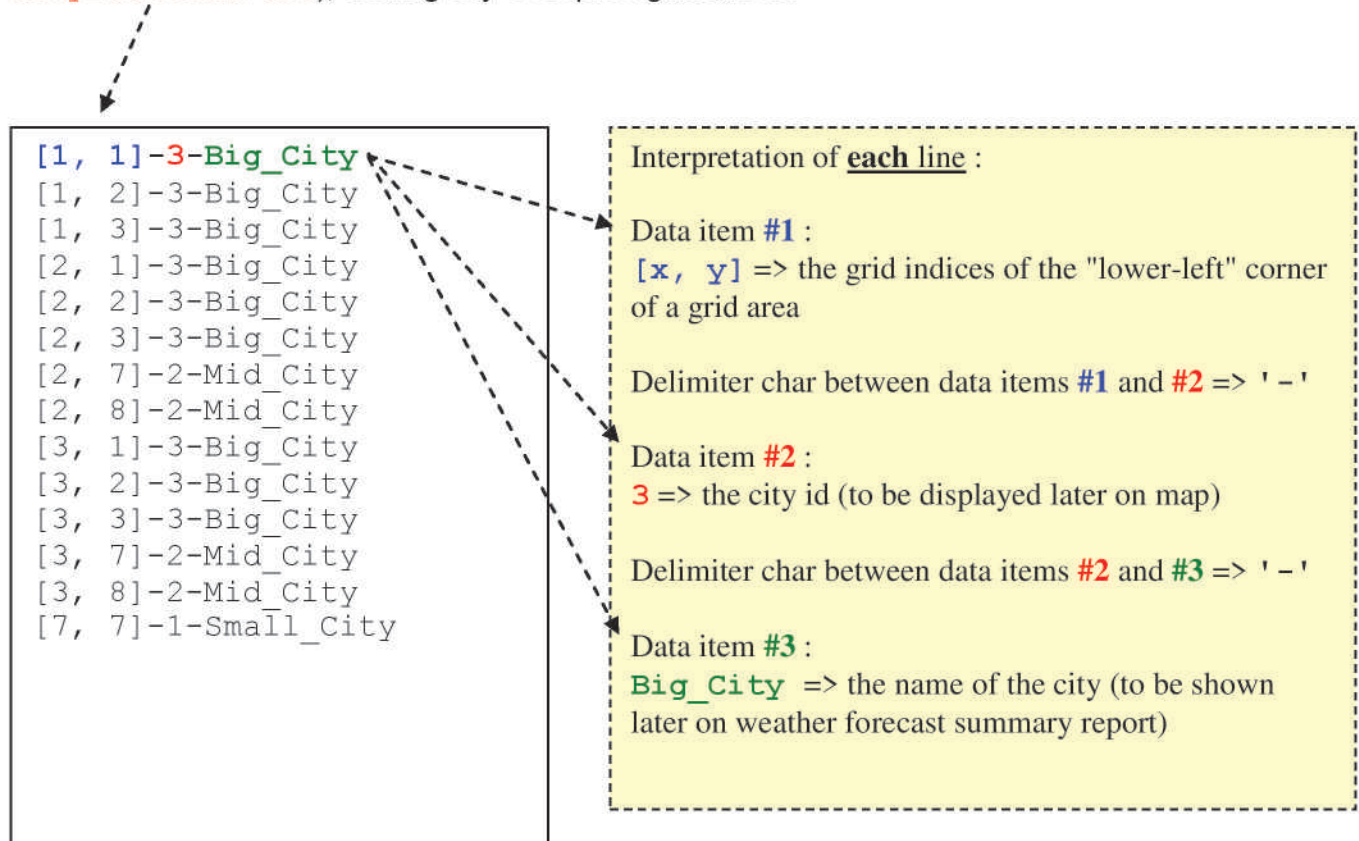 [1, 1]-3-Big_City
[1, 2]-3-Big_City
[1, 3]-3-Big_City
[2, 1]-3-Big_City
[2, 2]-3-Big_City
[2, 3]-3-Big_City
[2, 7]-2-Mid_City
[2, 8]-2-Mid_City
[3, 1]-3-Big_City
[3, 2]-3-Big_City
[3, 3]-3-Big_City
[3, 7]-2-Mid_City
[3, 8]-2-Mid_City
[7, 7]-1-Small_City
Interpretation of each line :
Data item #1 :
[x, y] => the grid indices of the "lower-left" corner
of a grid area
Delimiter char between data items #1 and #2 => '-'
Data item #2 :
3 => the city id (to be displayed later on map)
Delimiter char between data items #2 and #3 => '-'
Data item #3 :
Big_City => the name of the city (to be shown
later on weather forecast summary report)